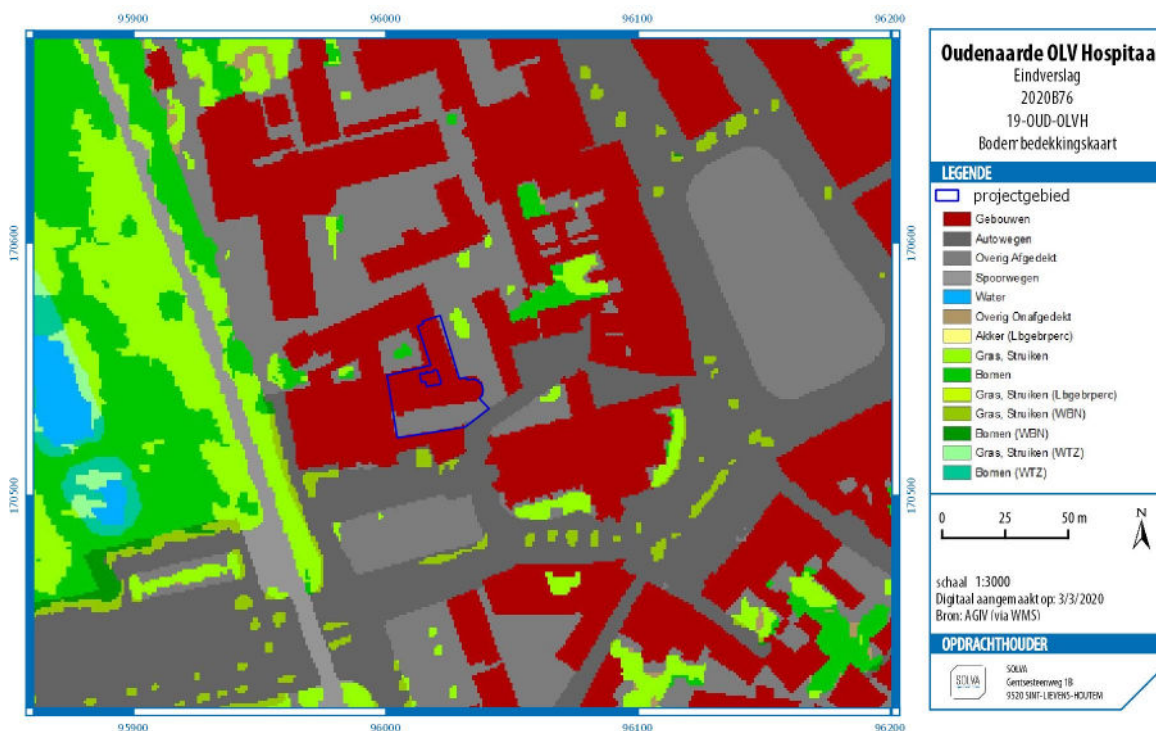 95900 96000 96100 96200
170600
170500
170600
170500
95900 96000 96100 96200
Oudenaarde OLV Hospitaa
Eindverslag
2020B76
19-OUD-OLVH
Bodembedekkingskaart
LEGENDE
projectgebied
Gebouwen
Autowegen
Overig Afgedekt
Spoorwegen
Water
Overig Onafgedekt
Akker (Lbgebrperc)
Gras, Struiken
Bomen
Gras, Struiken (Lbgebrperc)
Gras, Struiken (WBN)
Bomen (WBN)
Gras, Struiken (WTZ)
Bomen (WTZ)
0 25 50 m
N
schaal 1:3000
Digitaal aangemaakt op: 3/3/2020
Bron: AGIV (via WMS)
OPDRACHTHOUDER
SOLVA
SOLVA
Gentsesteenweg 1B
9520 SINT-LIEVENS-HOUTEM